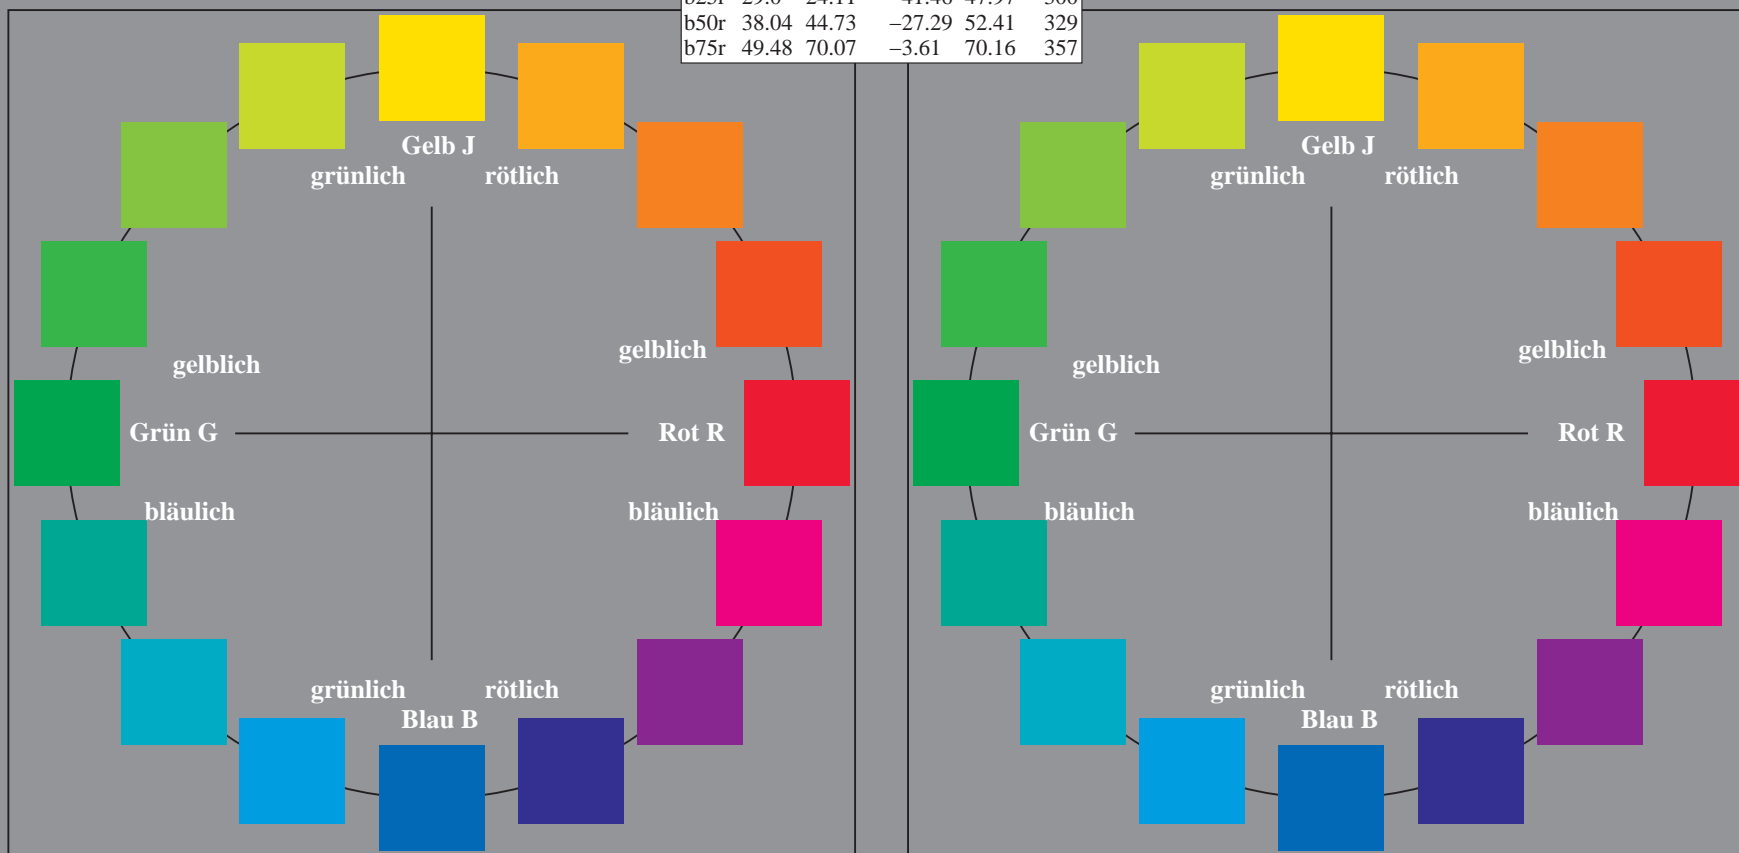 b50r 38.04 44.73 −27.29 52.41 329
b75r 49.48 70.07 −3.61 70.16 357
Gelb J
grünlich rötlich
gelblich
gelblich
Grün G Rot R
bläulich bläulich
grünlich rötlich
Blau B
Gelb J
grünlich rötlich
gelblich
gelblich
Grün G Rot R
bläulich bläulich
grünlich rötlich
Blau B